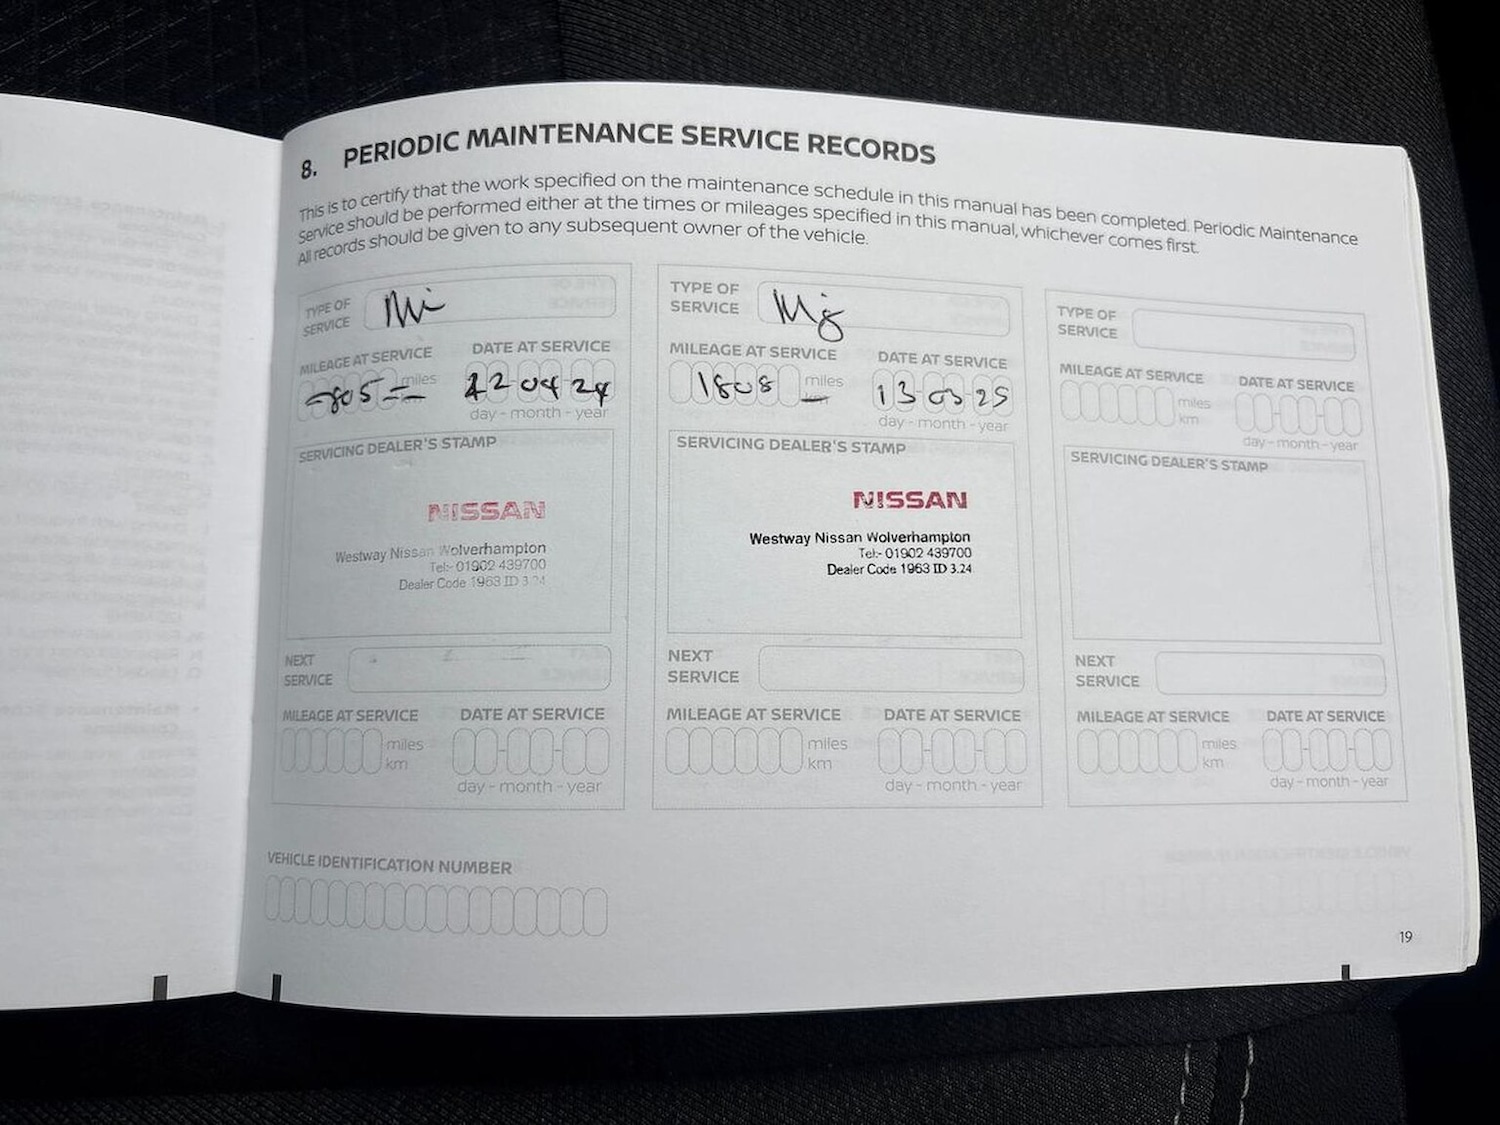 8. PERIODIC MAINTENANCE SERVICE RECORDS
This is to certify that the work specified on the maintenance schedule in this manual has been completed. Periodic Maintenance
Service should be performed either at the times or mileages specified in this manual, whichever comes first.
All records should be given to any subsequent owner of the vehicle.
TYPE OF
SERVICE
Mi
MILEAGE AT SERVICE
805
miles
DATE AT SERVICE
22 04 24
day - month - year
SERVICING DEALER'S STAMP
NISSAN
Westway Nissan Wolverhampton
Tel:- 01902 439700
Dealer Code 1963 ID 3.24
NEXT
SERVICE
MILEAGE AT SERVICE
miles
km
DATE AT SERVICE
day - month - year
TYPE OF
SERVICE
Mj
MILEAGE AT SERVICE
1808
miles
DATE AT SERVICE
13 03 25
day - month - year
SERVICING DEALER'S STAMP
NISSAN
Westway Nissan Wolverhampton
Tel:- 01902 439700
Dealer Code 1963 ID 3.24
NEXT
SERVICE
MILEAGE AT SERVICE
miles
km
DATE AT SERVICE
day - month - year
TYPE OF
SERVICE
MILEAGE AT SERVICE
miles
km
DATE AT SERVICE
day - month - year
SERVICING DEALER'S STAMP
NEXT
SERVICE
MILEAGE AT SERVICE
miles
km
DATE AT SERVICE
day - month - year
VEHICLE IDENTIFICATION NUMBER
19